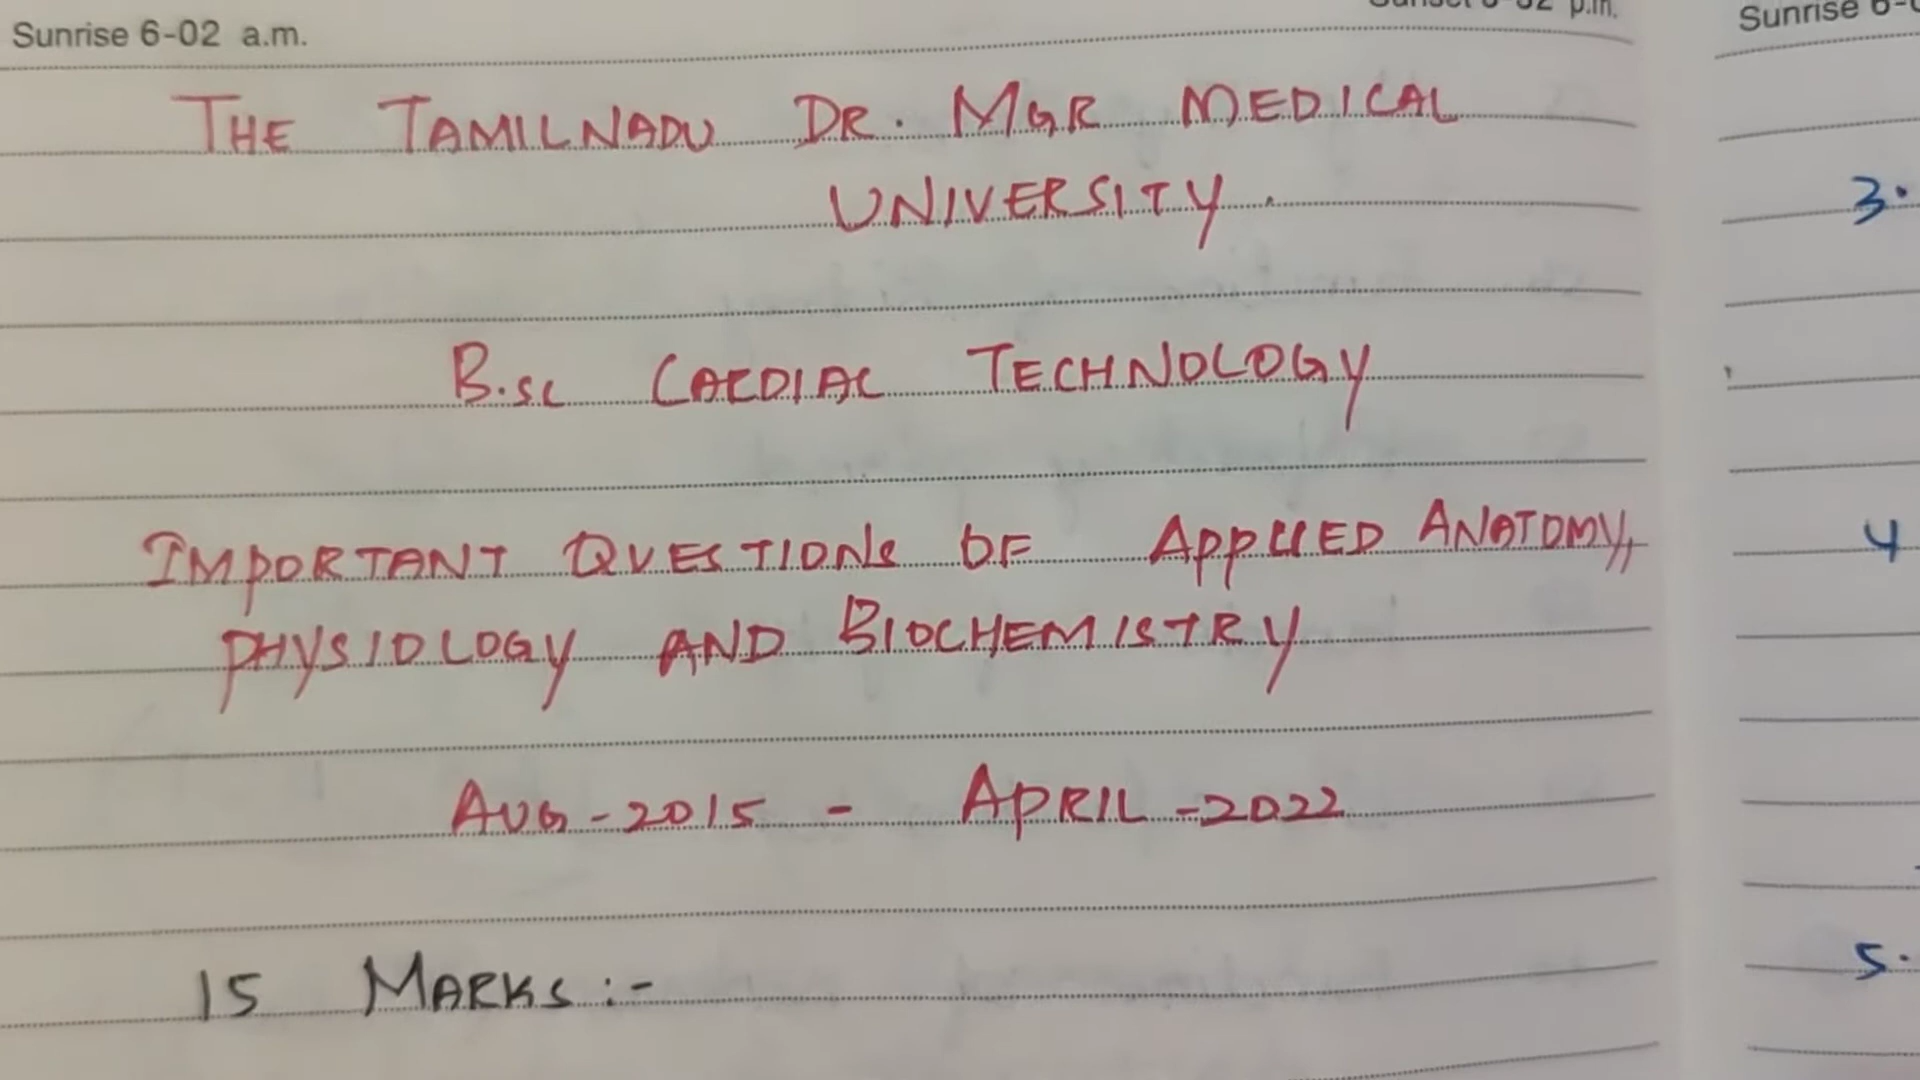 Sunrise 6-02 a.m.
p.m.
Sunrise
THE TAMILNADU DR. MGR MEDICAL
UNIVERSITY.
B.sc CARDIAC TECHNOLOGY
IMPORTANT QUESTIONS OF APPLIED ANATOMY,
PHYSIOLOGY AND BIOCHEMISTRY
AUG-2015 - APRIL-2022
15 MARKS:-
3.
4
5.